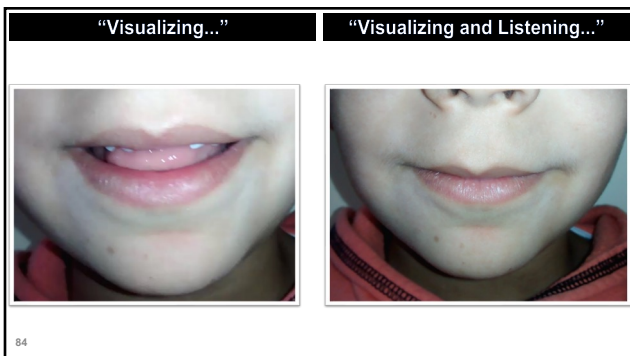 “Visualizing...”
“Visualizing and Listening...”
84